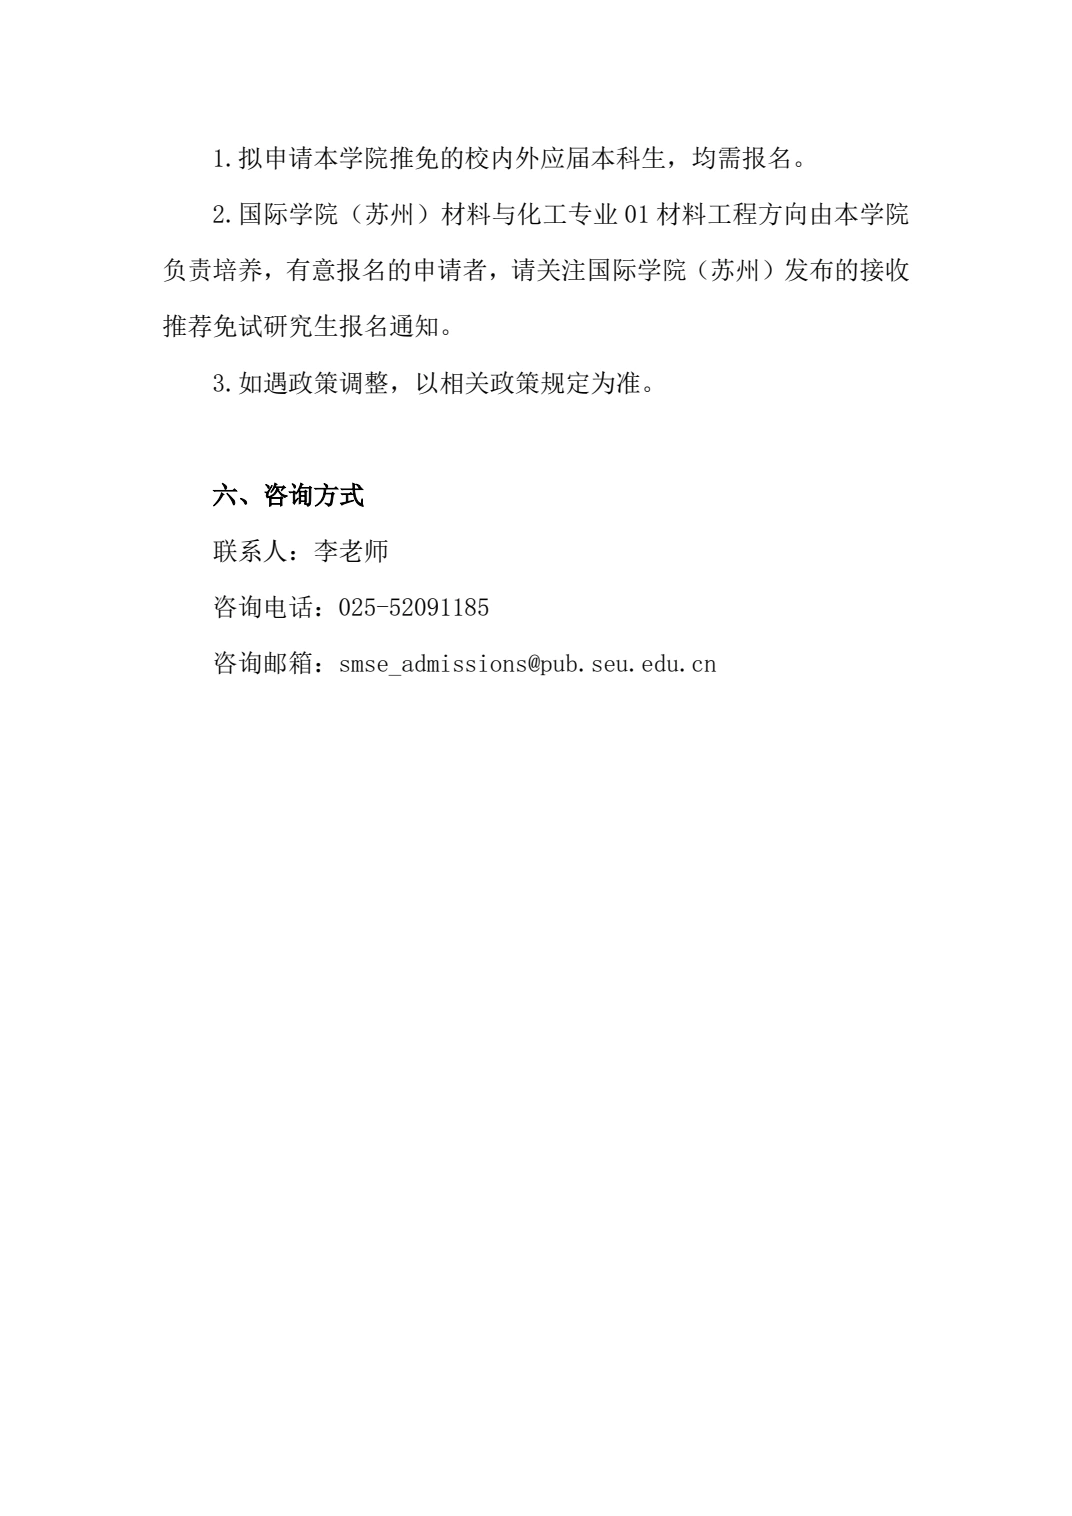 1.拟申请本学院推免的校内外应届本科生，均需报名。
2.国际学院（苏州）材料与化工专业 01 材料工程方向由本学院
负责培养，有意报名的申请者，请关注国际学院（苏州）发布的接收
推荐免试研究生报名通知。
3.如遇政策调整，以相关政策规定为准。
六、咨询方式
联系人：李老师
咨询电话：025-52091185
咨询邮箱：smse_admissions@pub.seu.edu.cn